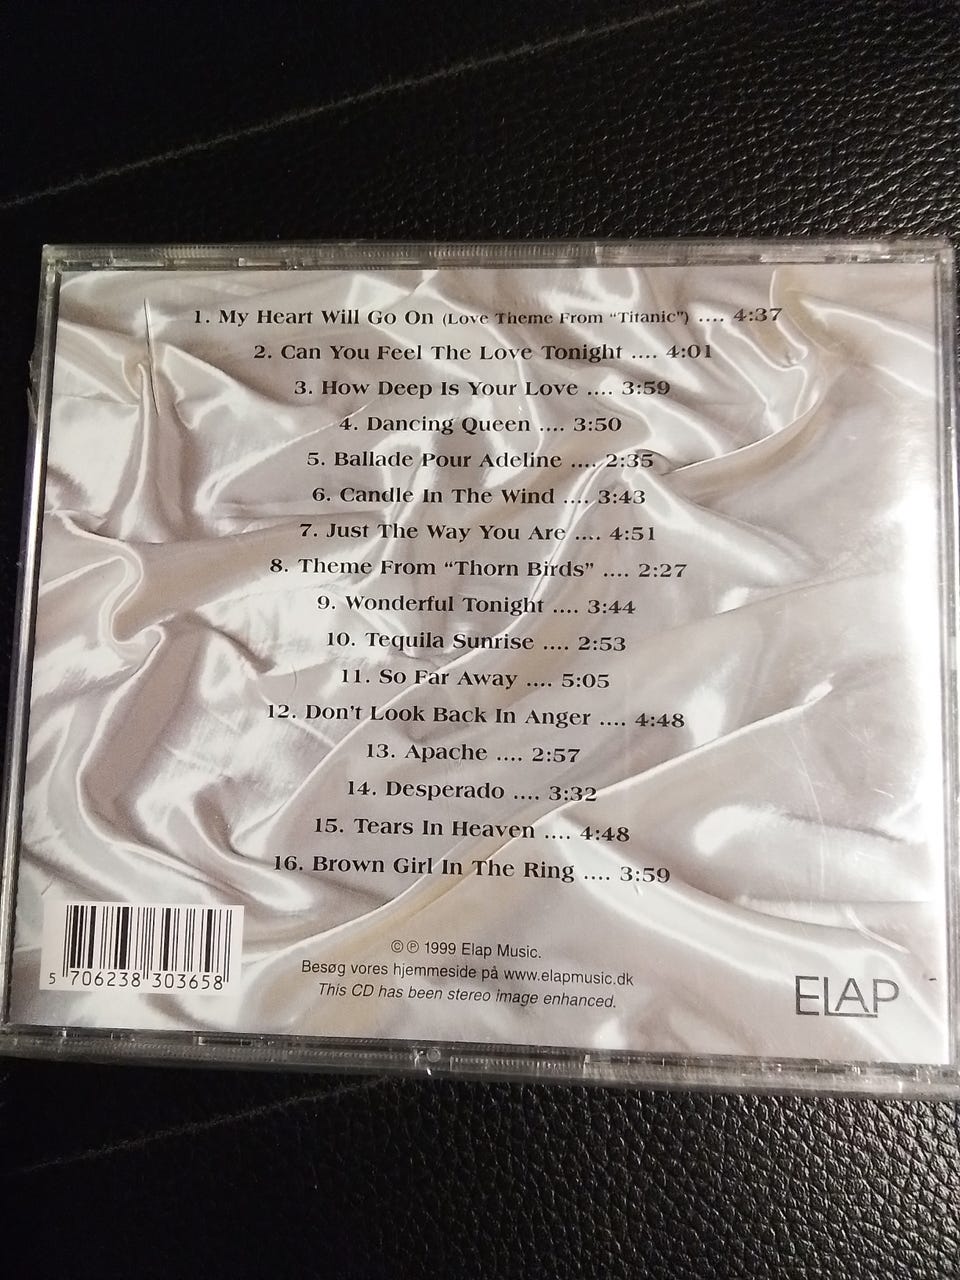 1. My Heart Will Go On (Love Theme From "Titanic") .... 4:37
2. Can You Feel The Love Tonight .... 4:01
3. How Deep Is Your Love .... 3:59
4. Dancing Queen .... 3:50
5. Ballade Pour Adeline .... 2:35
6. Candle In The Wind .... 3:43
7. Just The Way You Are .... 4:51
8. Theme From "Thorn Birds" .... 2:27
9. Wonderful Tonight .... 3:44
10. Tequila Sunrise .... 2:53
11. So Far Away .... 5:05
12. Don't Look Back In Anger .... 4:48
13. Apache .... 2:57
14. Desperado .... 3:32
15. Tears In Heaven .... 4:48
16. Brown Girl In The Ring .... 3:59
©℗ 1999 Elap Music.
Besøg vores hjemmeside på www.elapmusic.dk
This CD has been stereo image enhanced.
5 706238 303658
ELAP